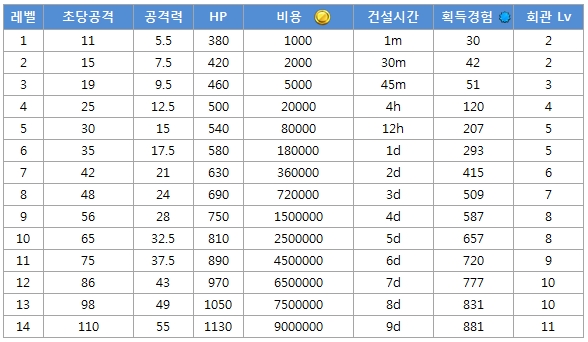 레벨 초당공격 공격력 HP 비용 건설시간 획득경험 회관 Lv
1 11 5.5 380 1000 1m 30 2
2 15 7.5 420 2000 30m 42 2
3 19 9.5 460 5000 45m 51 3
4 25 12.5 500 20000 4h 120 4
5 30 15 540 80000 12h 207 5
6 35 17.5 580 180000 1d 293 5
7 42 21 630 360000 2d 415 6
8 48 24 690 720000 3d 509 7
9 56 28 750 1500000 4d 587 8
10 65 32.5 810 2500000 5d 657 8
11 75 37.5 890 4500000 6d 720 9
12 86 43 970 6500000 7d 777 10
13 98 49 1050 7500000 8d 831 10
14 110 55 1130 9000000 9d 881 11